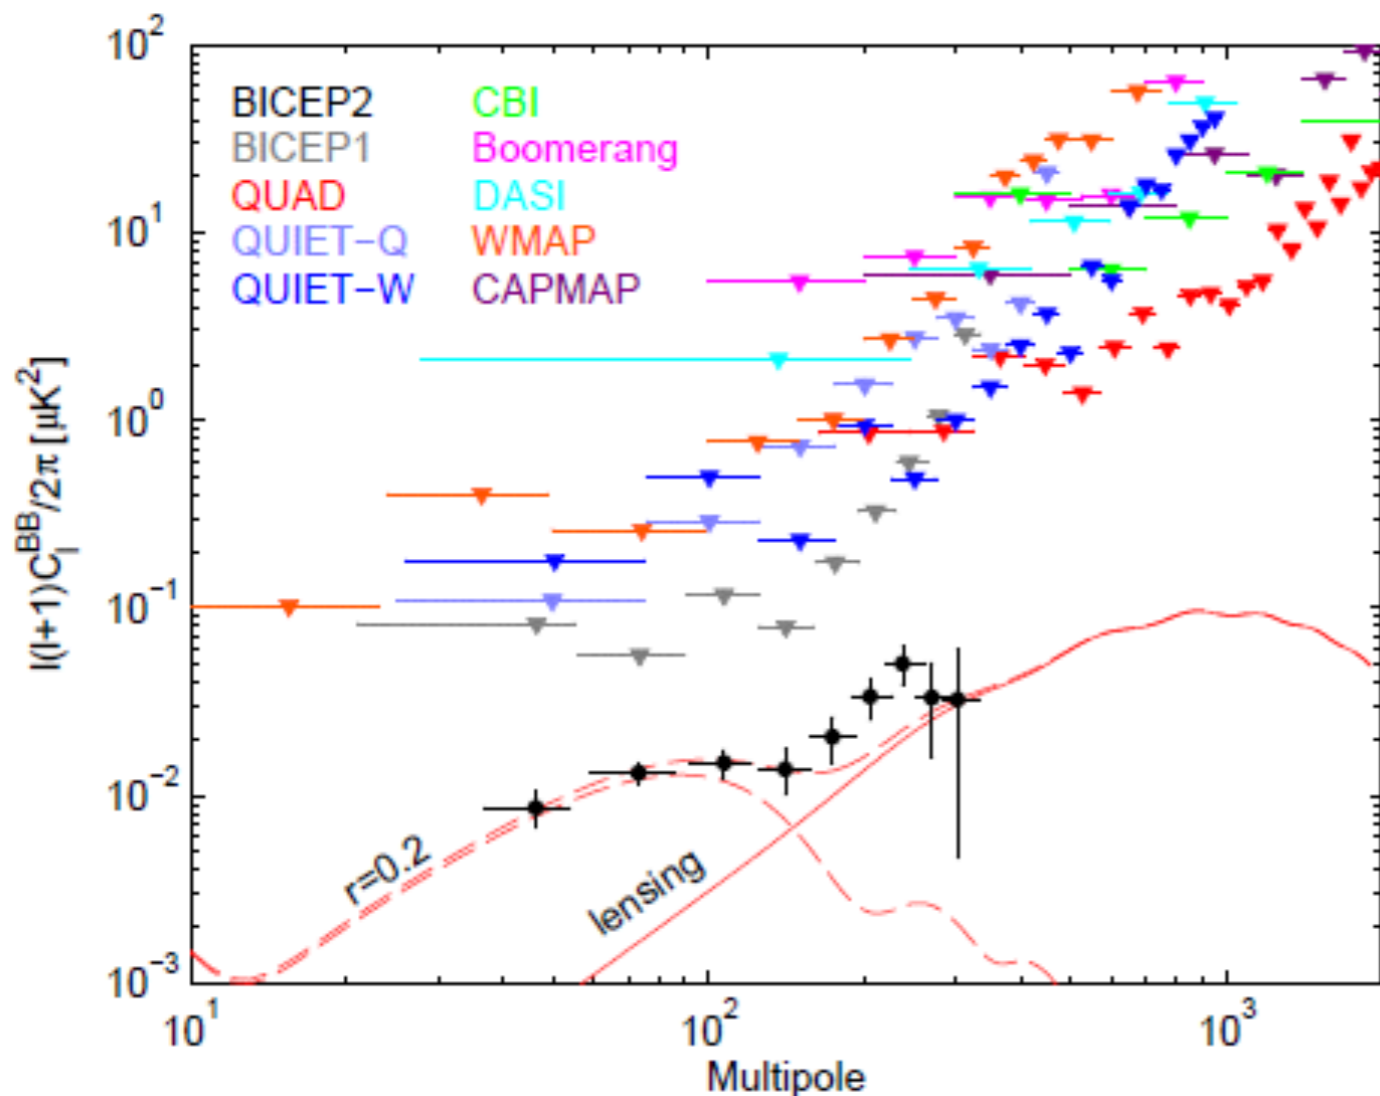 10²
10¹
10⁰
10⁻¹
10⁻²
10⁻³
l(l+1)C_l^BB/2π [μK²]
BICEP2
BICEP1
QUAD
QUIET−Q
QUIET−W
CBI
Boomerang
DASI
WMAP
CAPMAP
r=0.2
lensing
10¹
10²
10³
Multipole